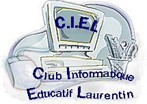 C.I.E.L
Club Informatique
Educatif Laurentin